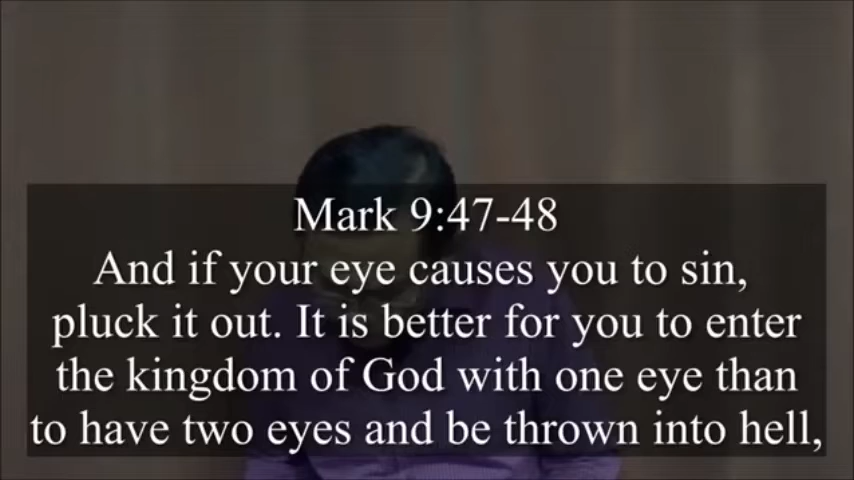 Mark 9:47-48
And if your eye causes you to sin,
pluck it out. It is better for you to enter
the kingdom of God with one eye than
to have two eyes and be thrown into hell,